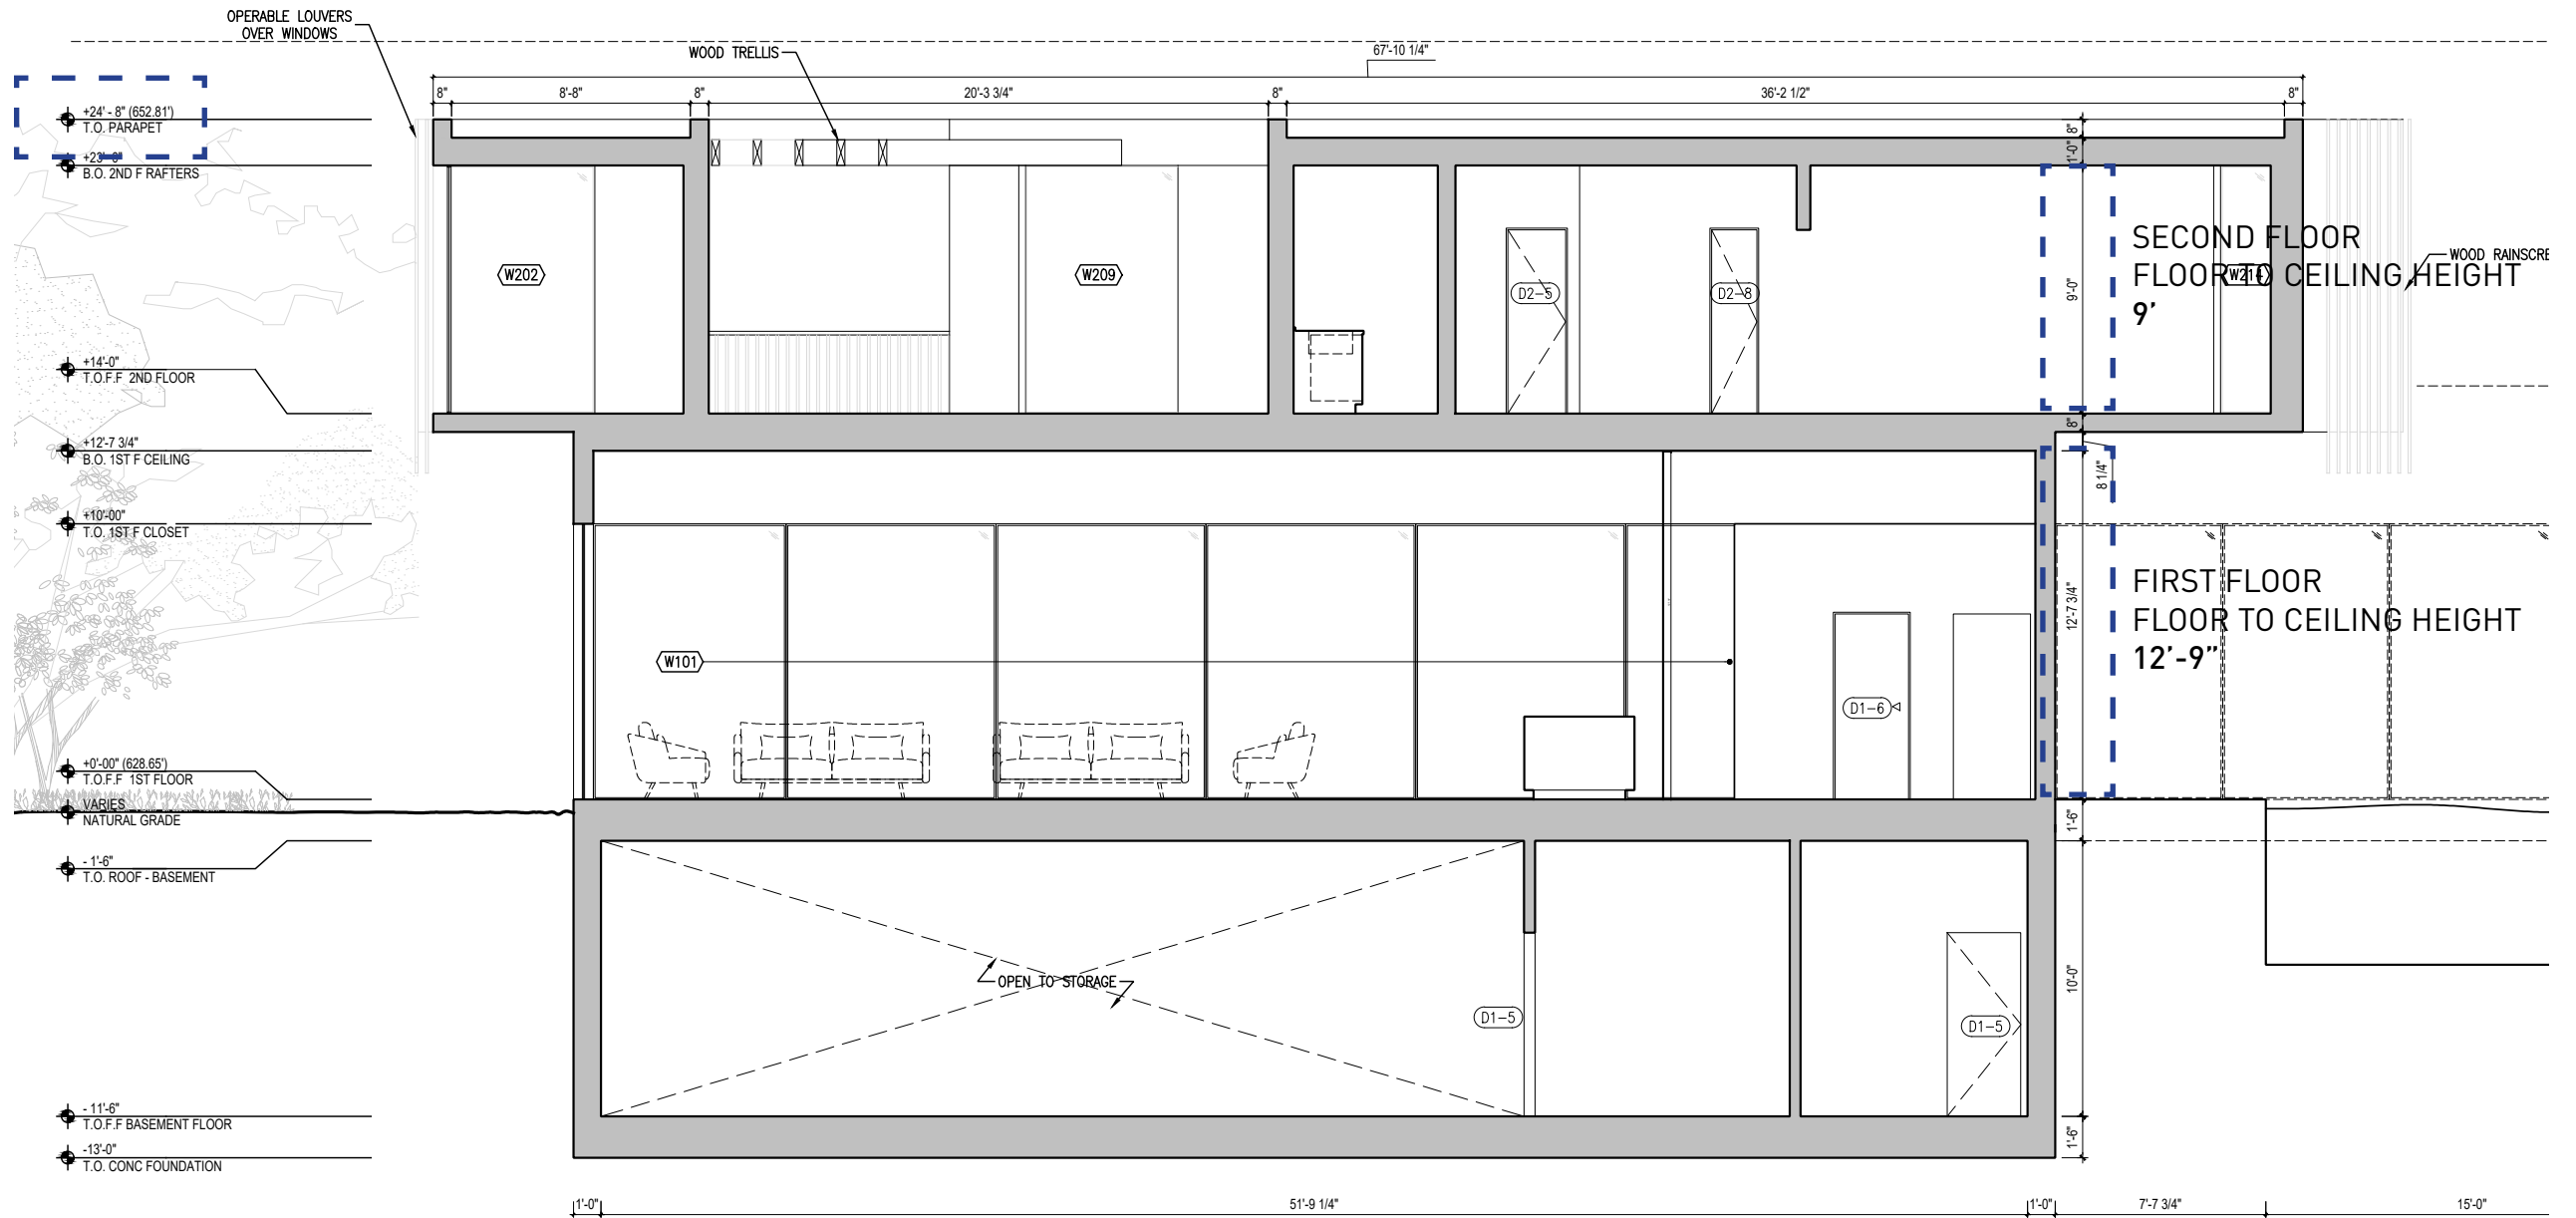 OPERABLE LOUVERS
OVER WINDOWS
WOOD TRELLIS
67'-10 1/4"
8"
8'-8"
8"
20'-3 3/4"
8"
36'-2 1/2"
8"
+24' - 8" (652.81')
T.O. PARAPET
8"
1'-0"
B.O. 2ND F RAFTERS
SECOND FLOOR
FLOOR TO CEILING HEIGHT
9'
WOOD RAINSCRE
W202
W209
D2-5
D2-8
9'-0"
W214
+14'-0"
T.O.F.F 2ND FLOOR
8"
+12'-7 3/4"
B.O. 1ST F CEILING
8 1/4"
+10'-00"
T.O. 1ST F CLOSET
FIRST FLOOR
FLOOR TO CEILING HEIGHT
12'-9"
12'-7 3/4"
W101
D1-6
+0'-00" (628.65')
T.O.F.F 1ST FLOOR
VARIES
NATURAL GRADE
1'-6"
- 1'-6"
T.O. ROOF - BASEMENT
OPEN TO STORAGE
10'-0"
D1-5
D1-5
- 11'-6"
T.O.F.F BASEMENT FLOOR
1'-6"
-13'-0"
T.O. CONC FOUNDATION
1'-0"
51'-9 1/4"
1'-0"
7'-7 3/4"
15'-0"